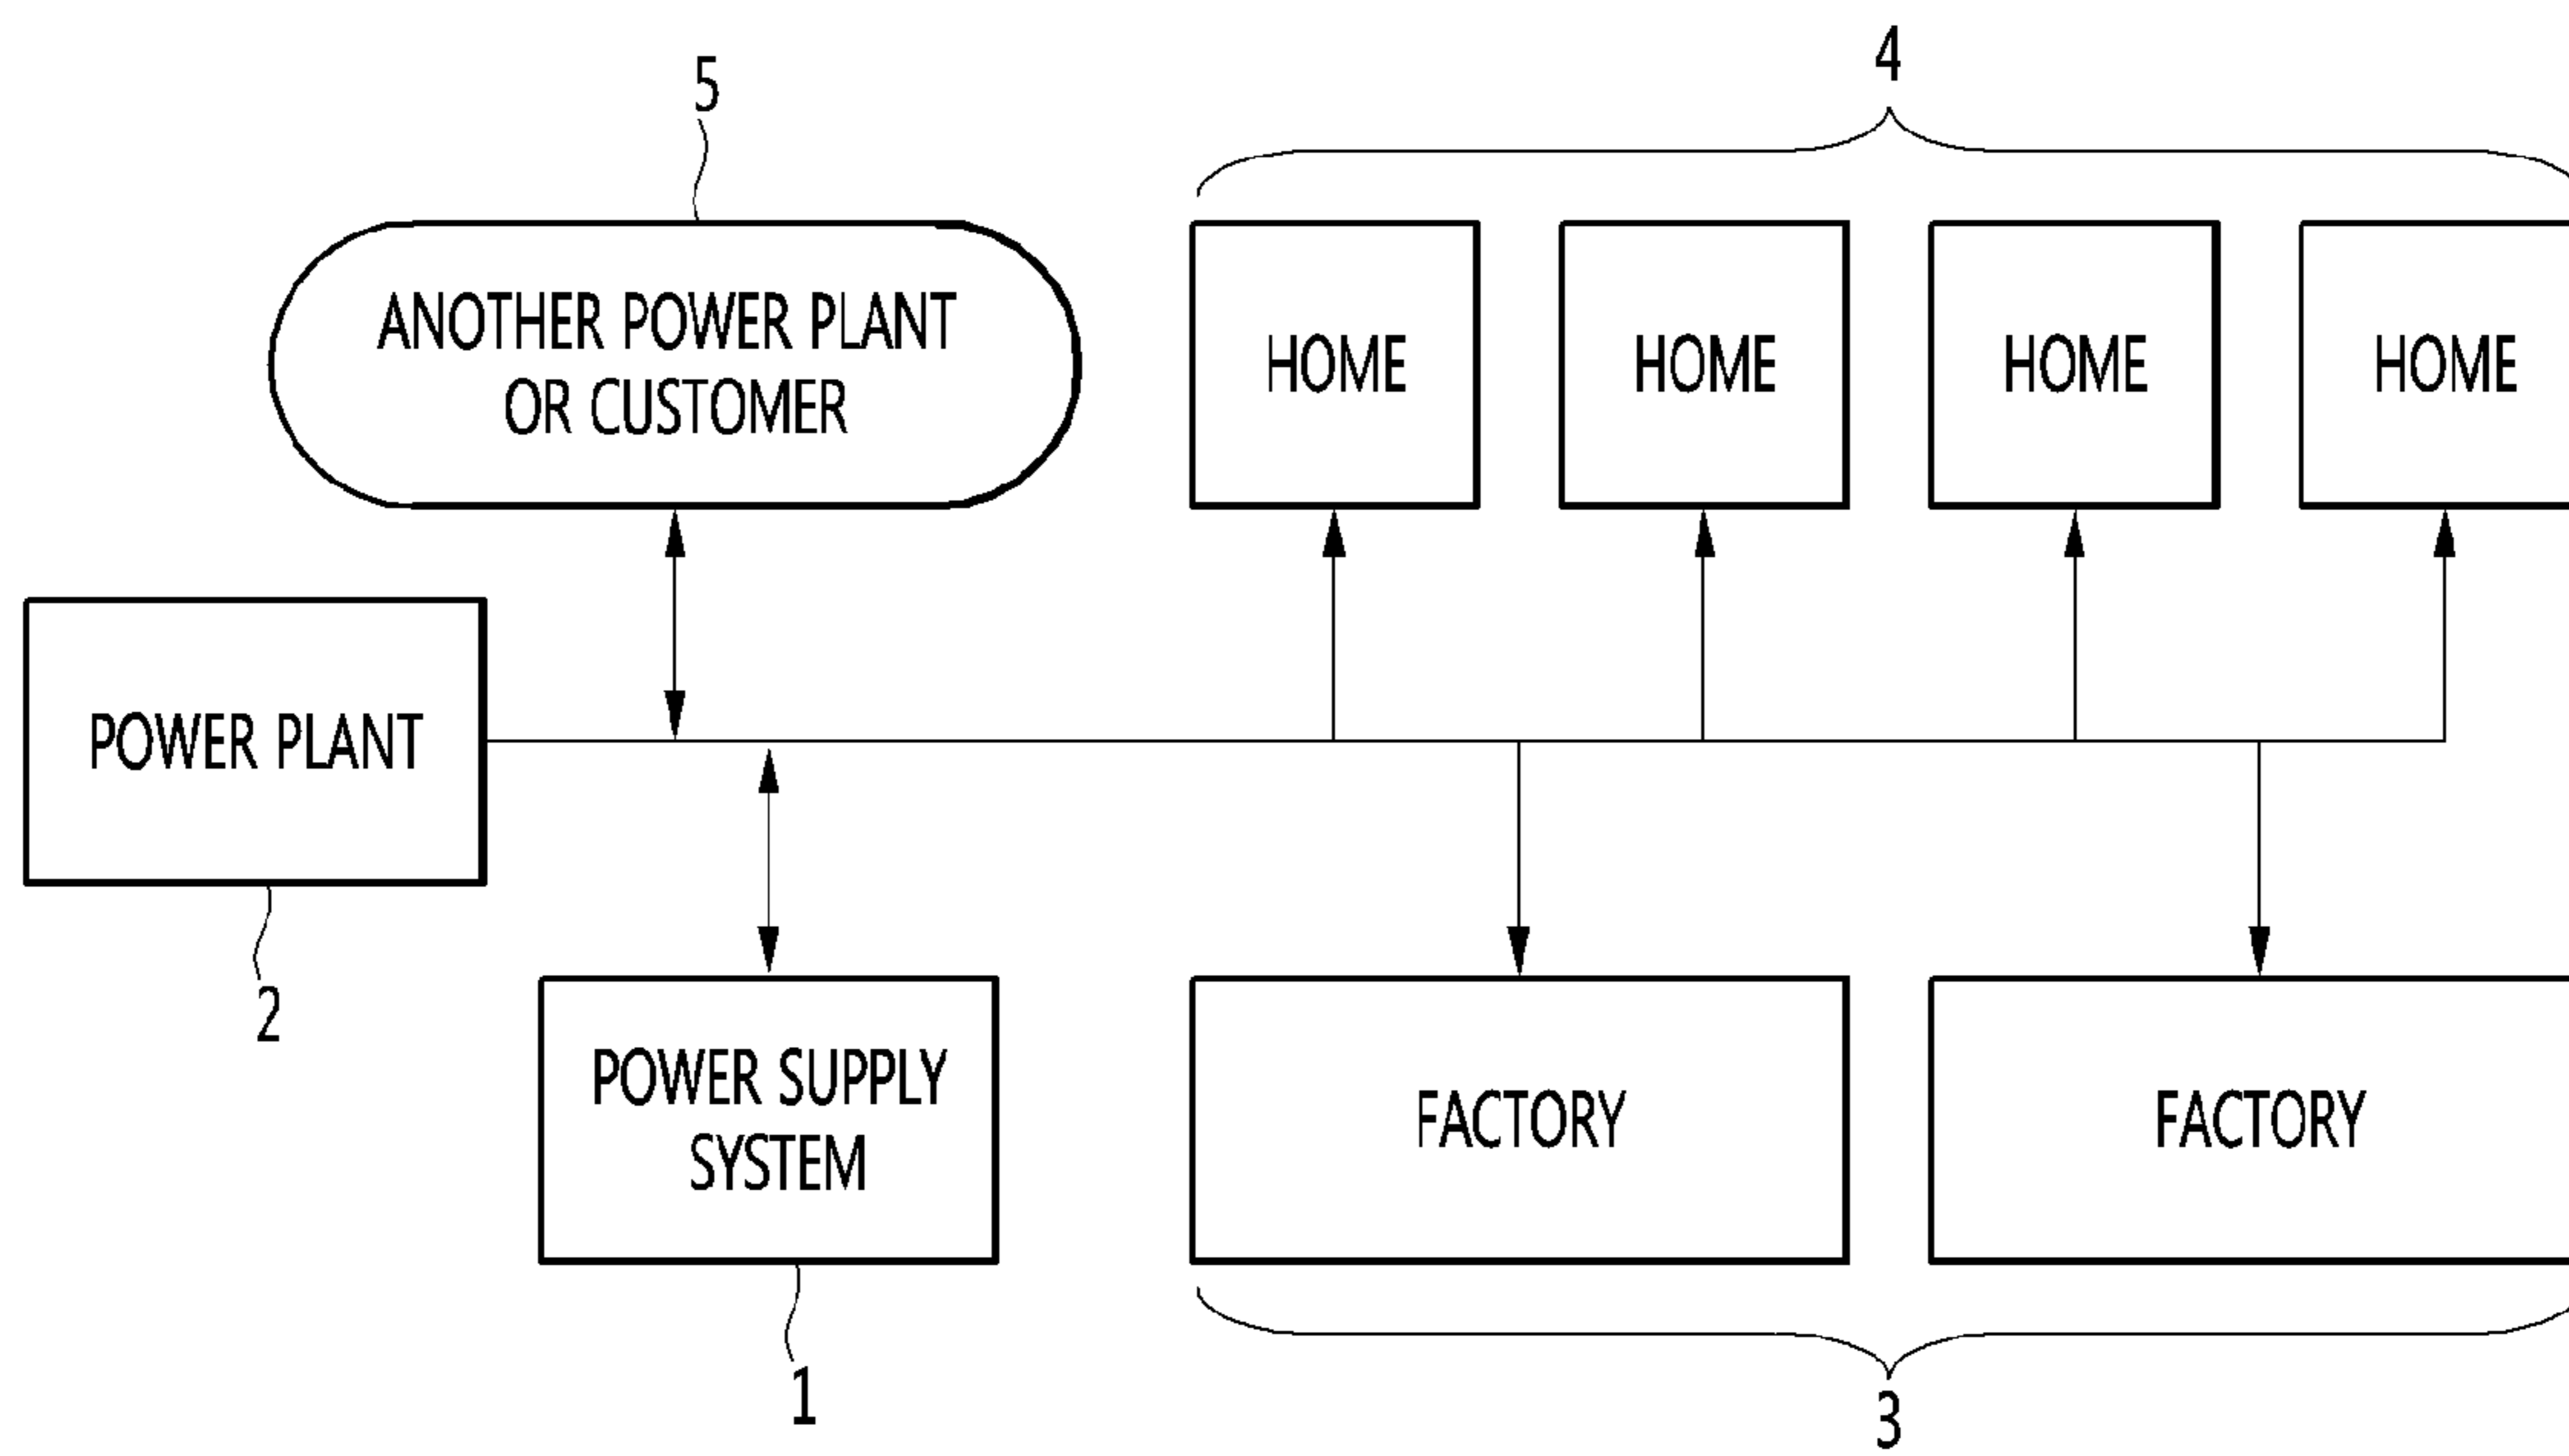 4
5
ANOTHER POWER PLANT
OR CUSTOMER
HOME
HOME
HOME
HOME
POWER PLANT
2
POWER SUPPLY
SYSTEM
FACTORY
FACTORY
1
3